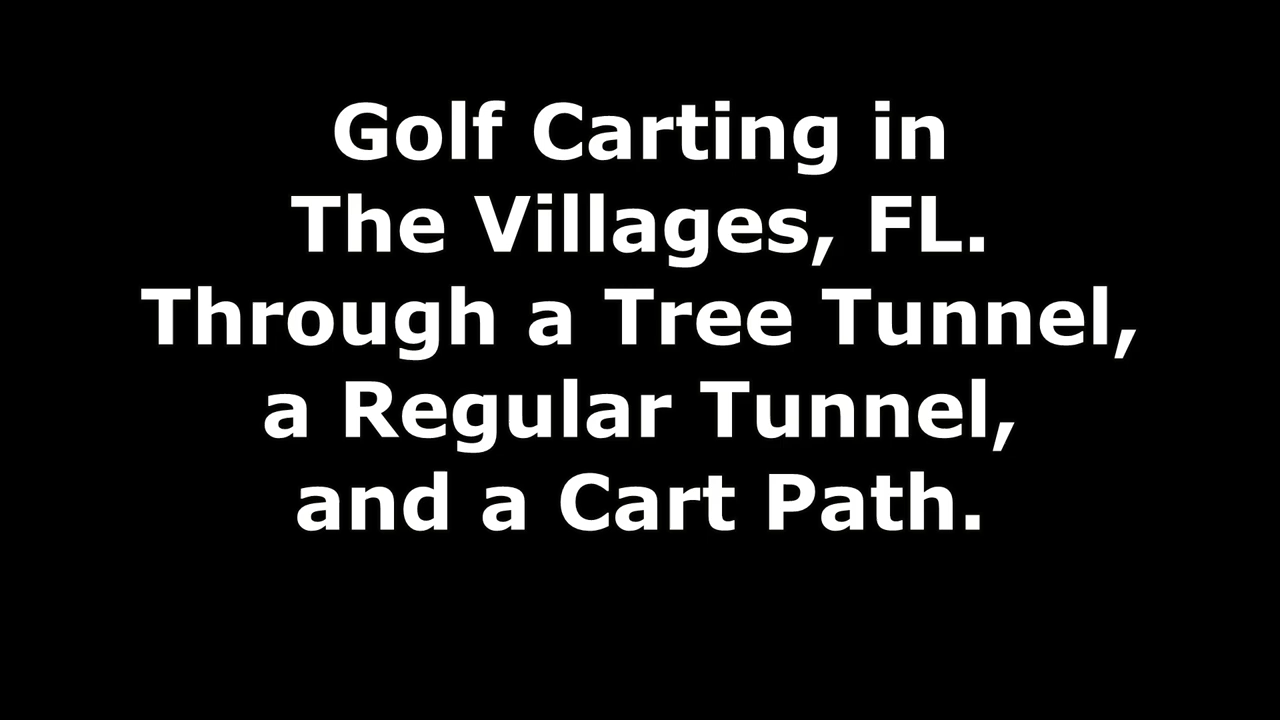 Golf Carting in
The Villages, FL.
Through a Tree Tunnel,
a Regular Tunnel,
and a Cart Path.